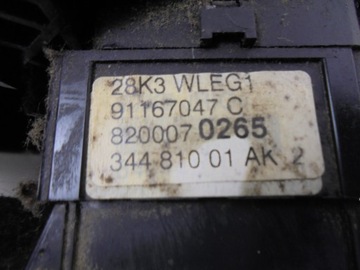 28K3 WLEG1
91167047 C
820007 0265
344 810 01 AK 2